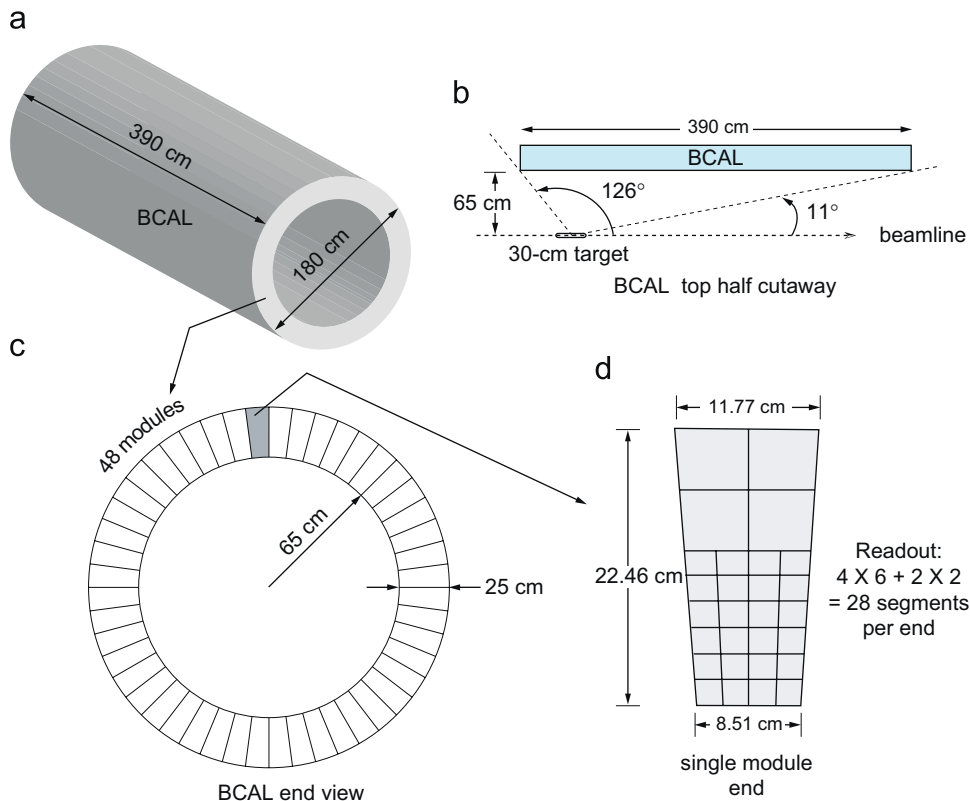 a
390 cm
BCAL
180 cm
b
390 cm
BCAL
65 cm
126°
11°
30-cm target
beamline
BCAL top half cutaway
c
48 modules
65 cm
25 cm
BCAL end view
d
11.77 cm
22.46 cm
8.51 cm
single module
end
Readout:
4 X 6 + 2 X 2
= 28 segments
per end